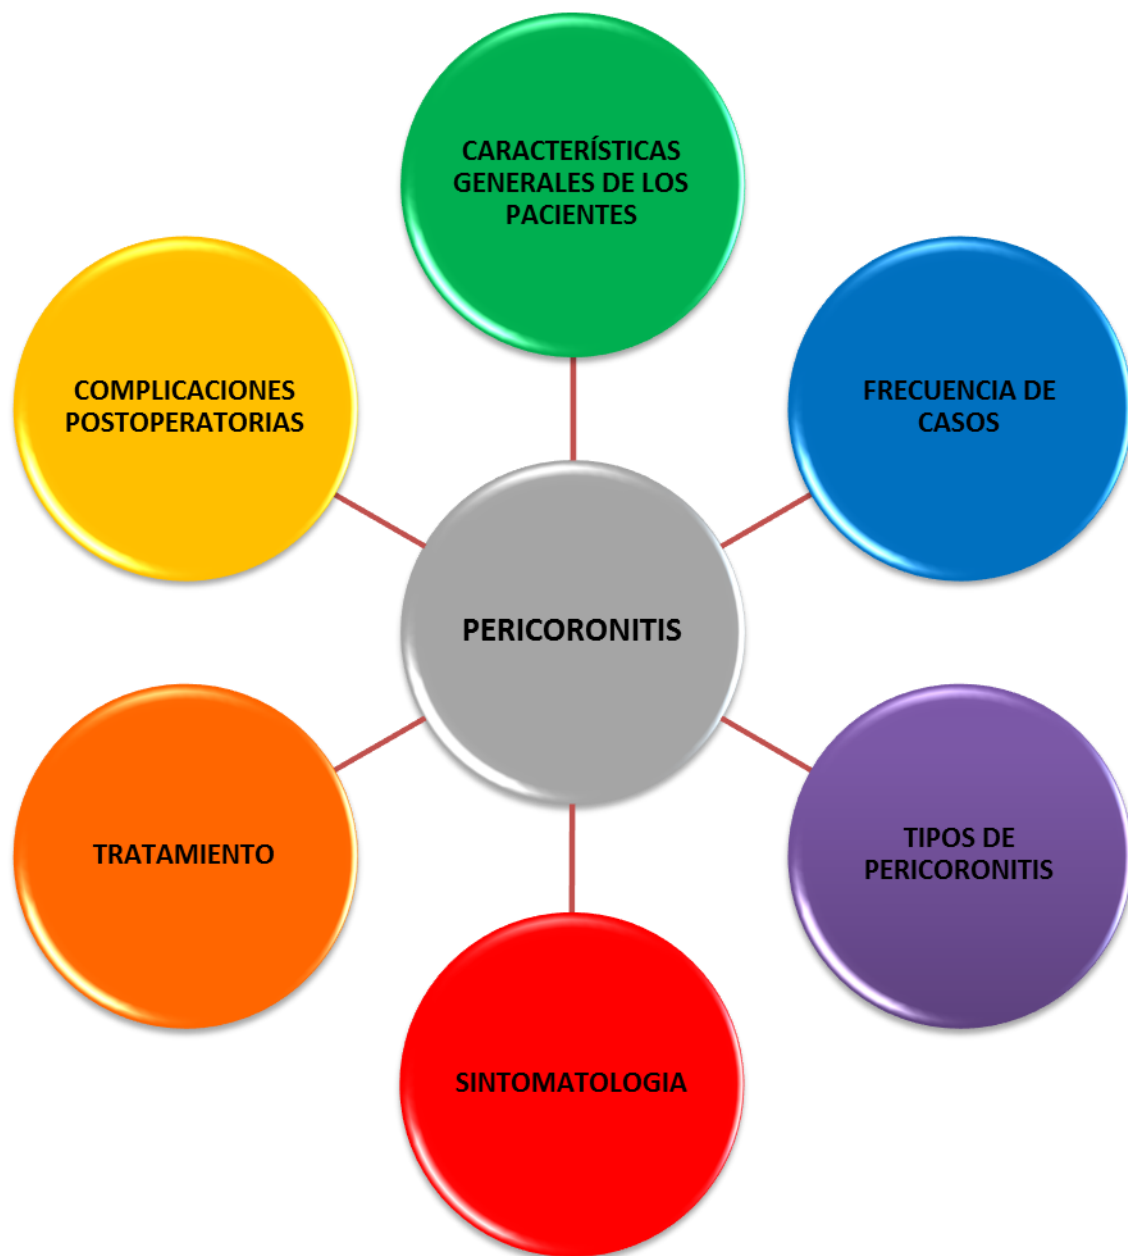 CARACTERÍSTICAS
GENERALES DE LOS
PACIENTES
COMPLICACIONES
POSTOPERATORIAS
FRECUENCIA DE
CASOS
PERICORONITIS
TRATAMIENTO
TIPOS DE
PERICORONITIS
SINTOMATOLOGIA